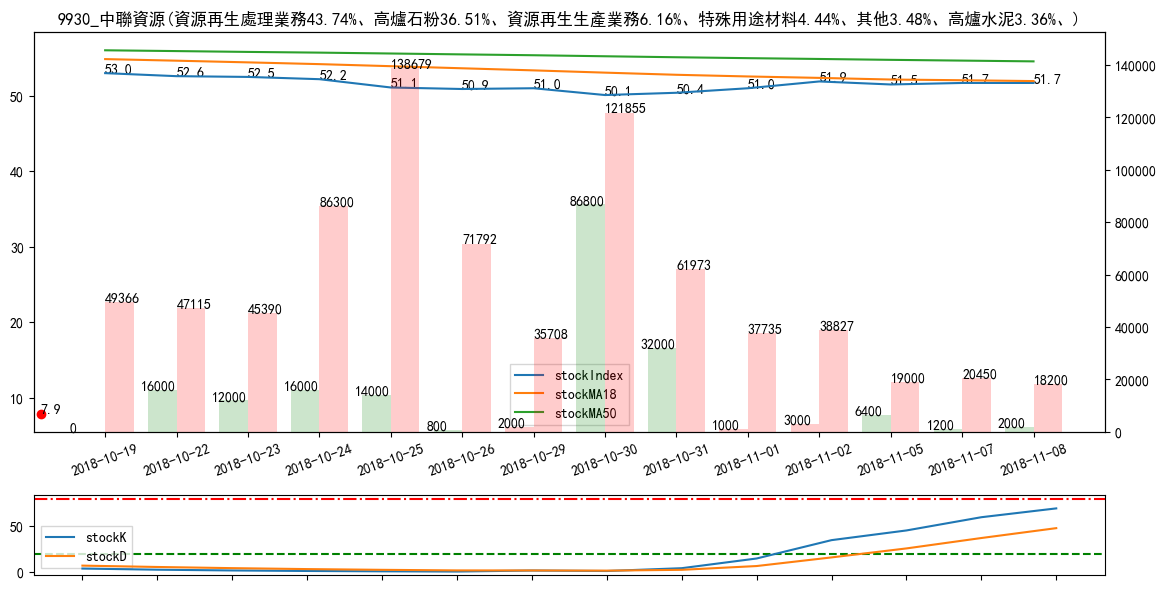 9930_中聯資源(資源再生處理業務43.74%、高爐石粉36.51%、資源再生生產業務6.16%、特殊用途材料4.44%、其他3.48%、高爐水泥3.36%、)
53.0 52.6 52.5 52.2 51.1 50.9 51.0 50.1 50.4 51.0 51.9 51.5 51.7 51.7
50
40
30
20
10
140000
120000
100000
80000
60000
40000
20000
0
49366 47115 45390 86300 138679 71792 35708 121855 61973 37735 38827 19000 20450 18200
0 16000 12000 16000 14000 800 2000 86800 32000 1000 3000 6400 1200 2000
7.9
stockIndex
stockMA18
stockMA50
2018-10-19 2018-10-22 2018-10-23 2018-10-24 2018-10-25 2018-10-26 2018-10-29 2018-10-30 2018-10-31 2018-11-01 2018-11-02 2018-11-05 2018-11-07 2018-11-08
50
0
stockK
stockD